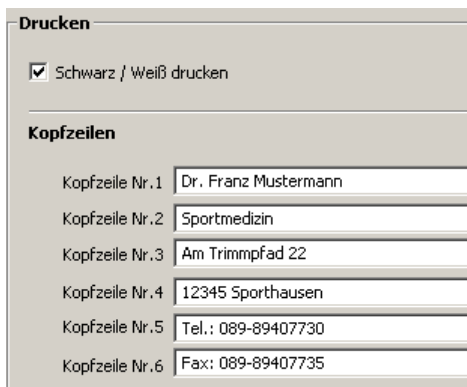 Drucken
Schwarz / Weiß drucken
Kopfzeilen
Kopfzeile Nr.1 Dr. Franz Mustermann
Kopfzeile Nr.2 Sportmedizin
Kopfzeile Nr.3 Am Trimmpfad 22
Kopfzeile Nr.4 12345 Sporthausen
Kopfzeile Nr.5 Tel.: 089-89407730
Kopfzeile Nr.6 Fax: 089-89407735